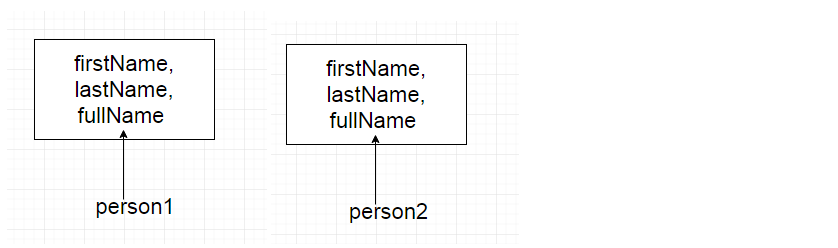 firstName,
lastName,
fullName
person1
firstName,
lastName,
fullName
person2